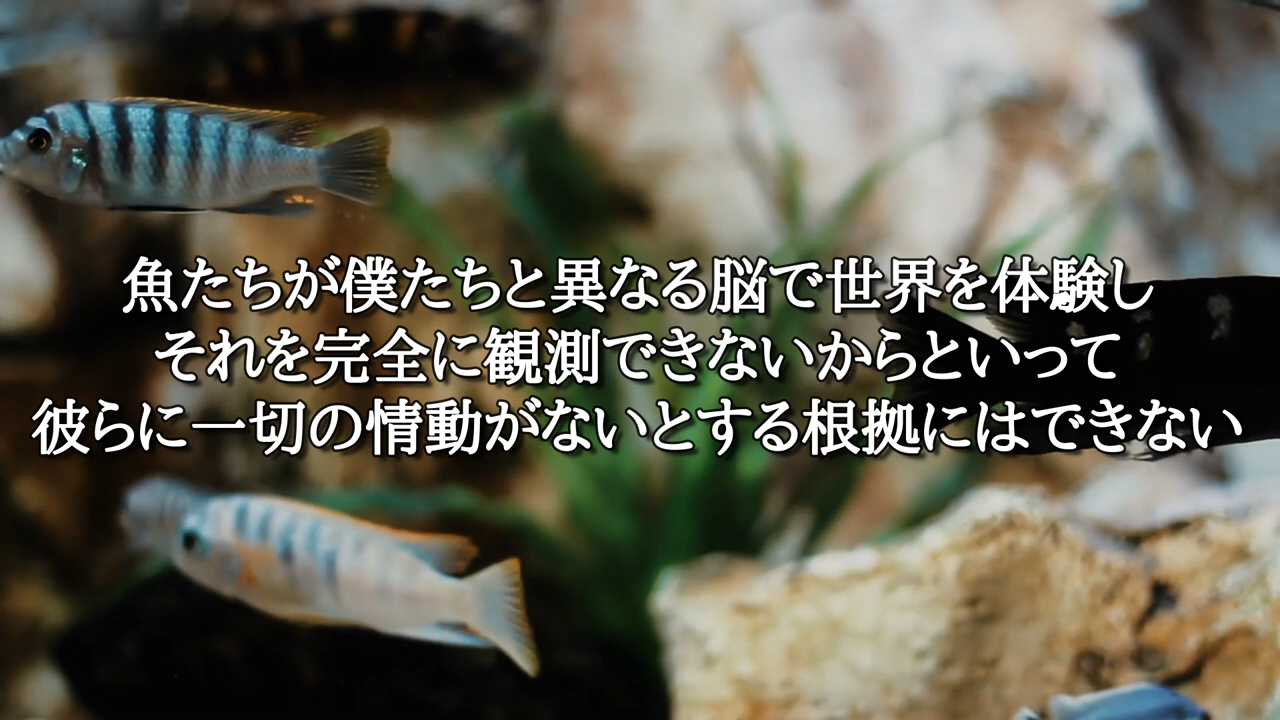 魚たちが僕たちと異なる脳で世界を体験し
それを完全に観測できないからといって
彼らに一切の情動がないとする根拠にはできない